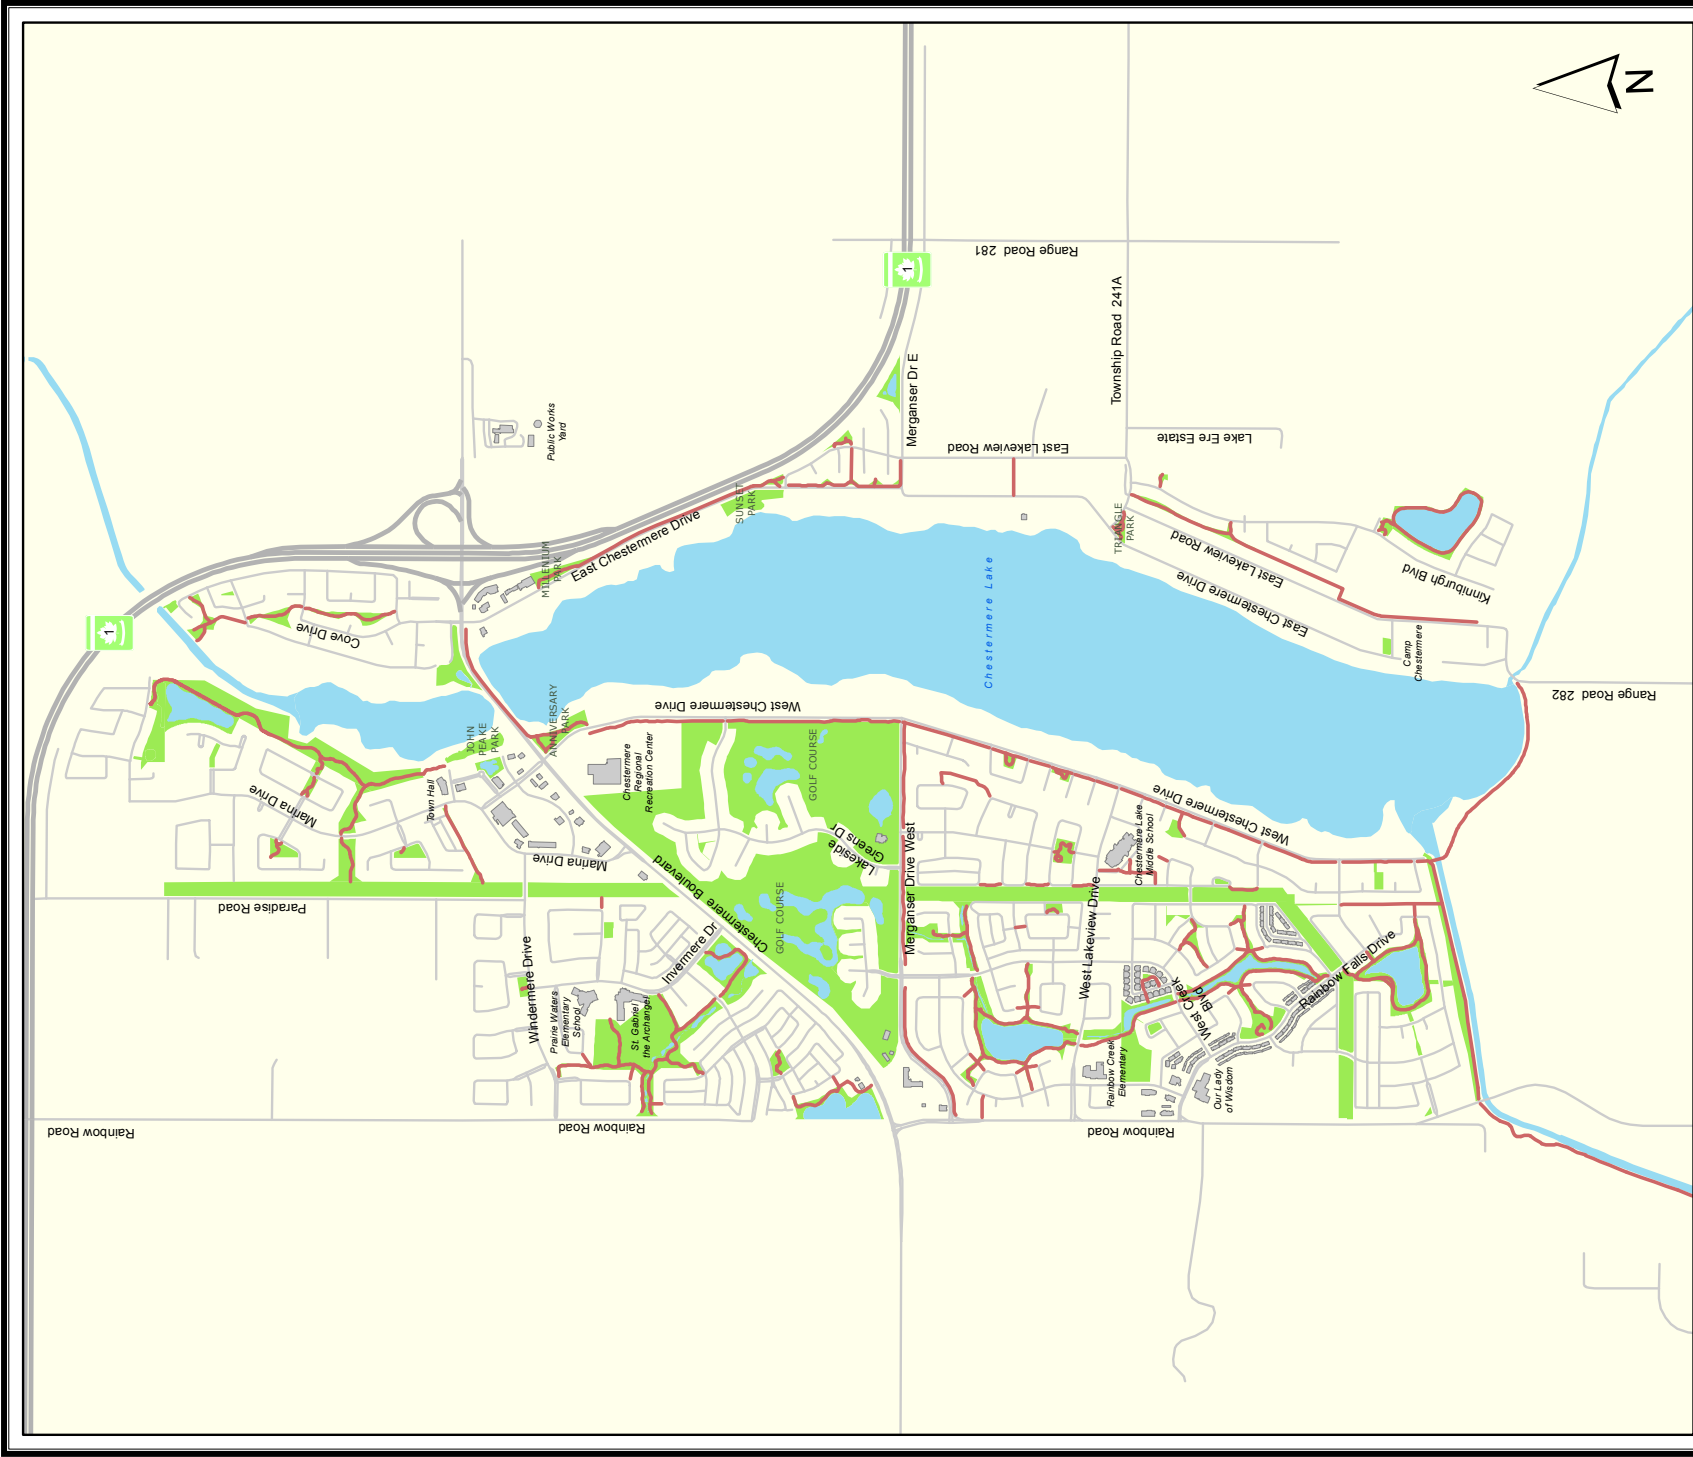 N
Range Road 281
1
Township Road 241A
Merganser Dr E
Public Works
Yard
East Lakeview Road
Lake Ere Estate
SUNSET
PARK
East Chestermere Drive
MILLENIUM
PARK
TRIANGLE
PARK
East Lakeview Road
Kinniburgh Blvd
East Chestermere Drive
Chestermere Lake
1
Cove Drive
Camp
Chestermere
Range Road 282
West Chestermere Drive
ANNIVERSARY
PARK
JOHN
PEAKE
PARK
Chestermere
Regional
Recreation Center
GOLF COURSE
Marina Drive
Town Hall
West Chestermere Drive
Lakeside
Greens Dr
Chestermere Lake
Middle School
Marina Drive
Merganser Drive West
Paradise Road
Chestermere Boulevard
GOLF COURSE
West Lakeview Drive
Invermere Dr
Windermere Drive
Rainbow Falls Drive
West Creek
Blvd
Prairie Waters
Elementary
School
St. Gabriel
the Archangel
Rainbow Creek
Elementary
Our Lady
of Wisdom
Rainbow Road
Rainbow Road
Rainbow Road